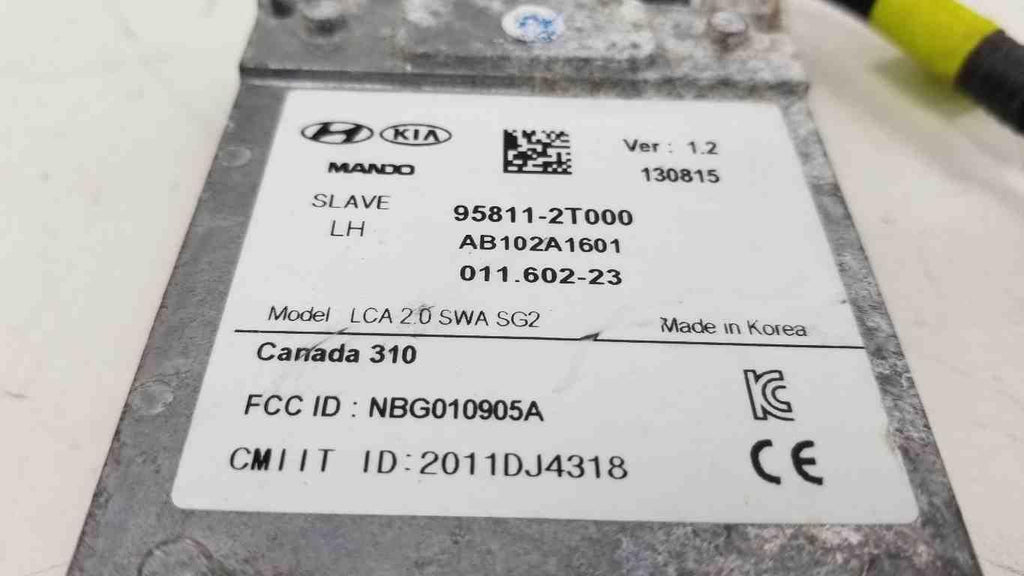 KIA
MANDO
Ver : 1.2
130815
SLAVE
LH
95811-2T000
AB102A1601
011.602-23
Model LCA 2.0 SWA SG2
Made in Korea
Canada 310
FCC ID : NBG010905A
CMIIT ID:2011DJ4318
KC
CE